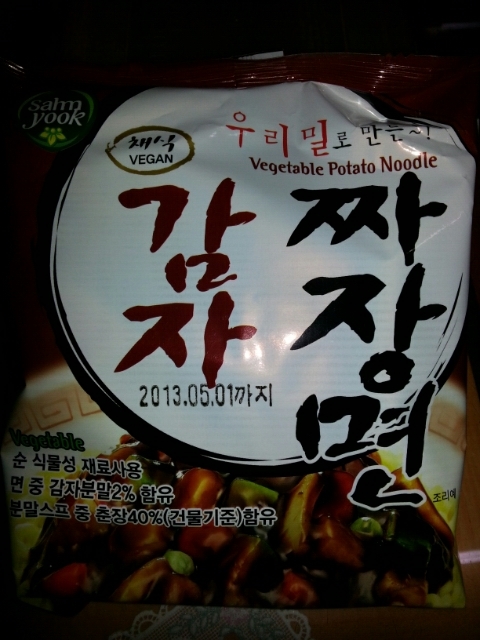 Sahm
yook
채식
VEGAN
우리밀로 만든
Vegetable Potato Noodle
감자
짜장면
2013.05.01까지
Vegetable
순 식물성 재료사용
면 중 감자분말2% 함유
분말스프 중 춘장40%(건물기준)함유
조리예